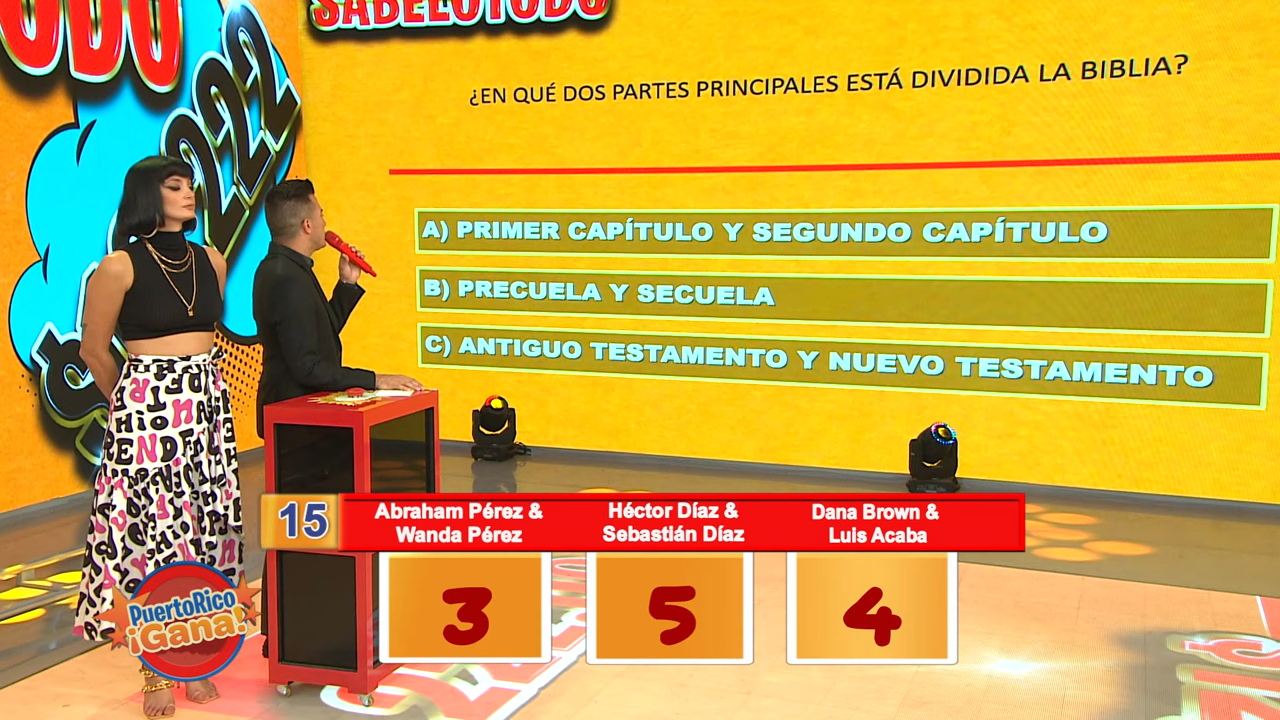 SABELOTODO
ODO
2022
¿EN QUÉ DOS PARTES PRINCIPALES ESTÁ DIVIDIDA LA BIBLIA?
A) PRIMER CAPÍTULO Y SEGUNDO CAPÍTULO
B) PRECUELA Y SECUELA
C) ANTIGUO TESTAMENTO Y NUEVO TESTAMENTO
15
Abraham Pérez &
Wanda Pérez
Héctor Díaz &
Sebastián Díaz
Dana Brown &
Luis Acaba
3
5
4
PuertoRico
¡Gana!